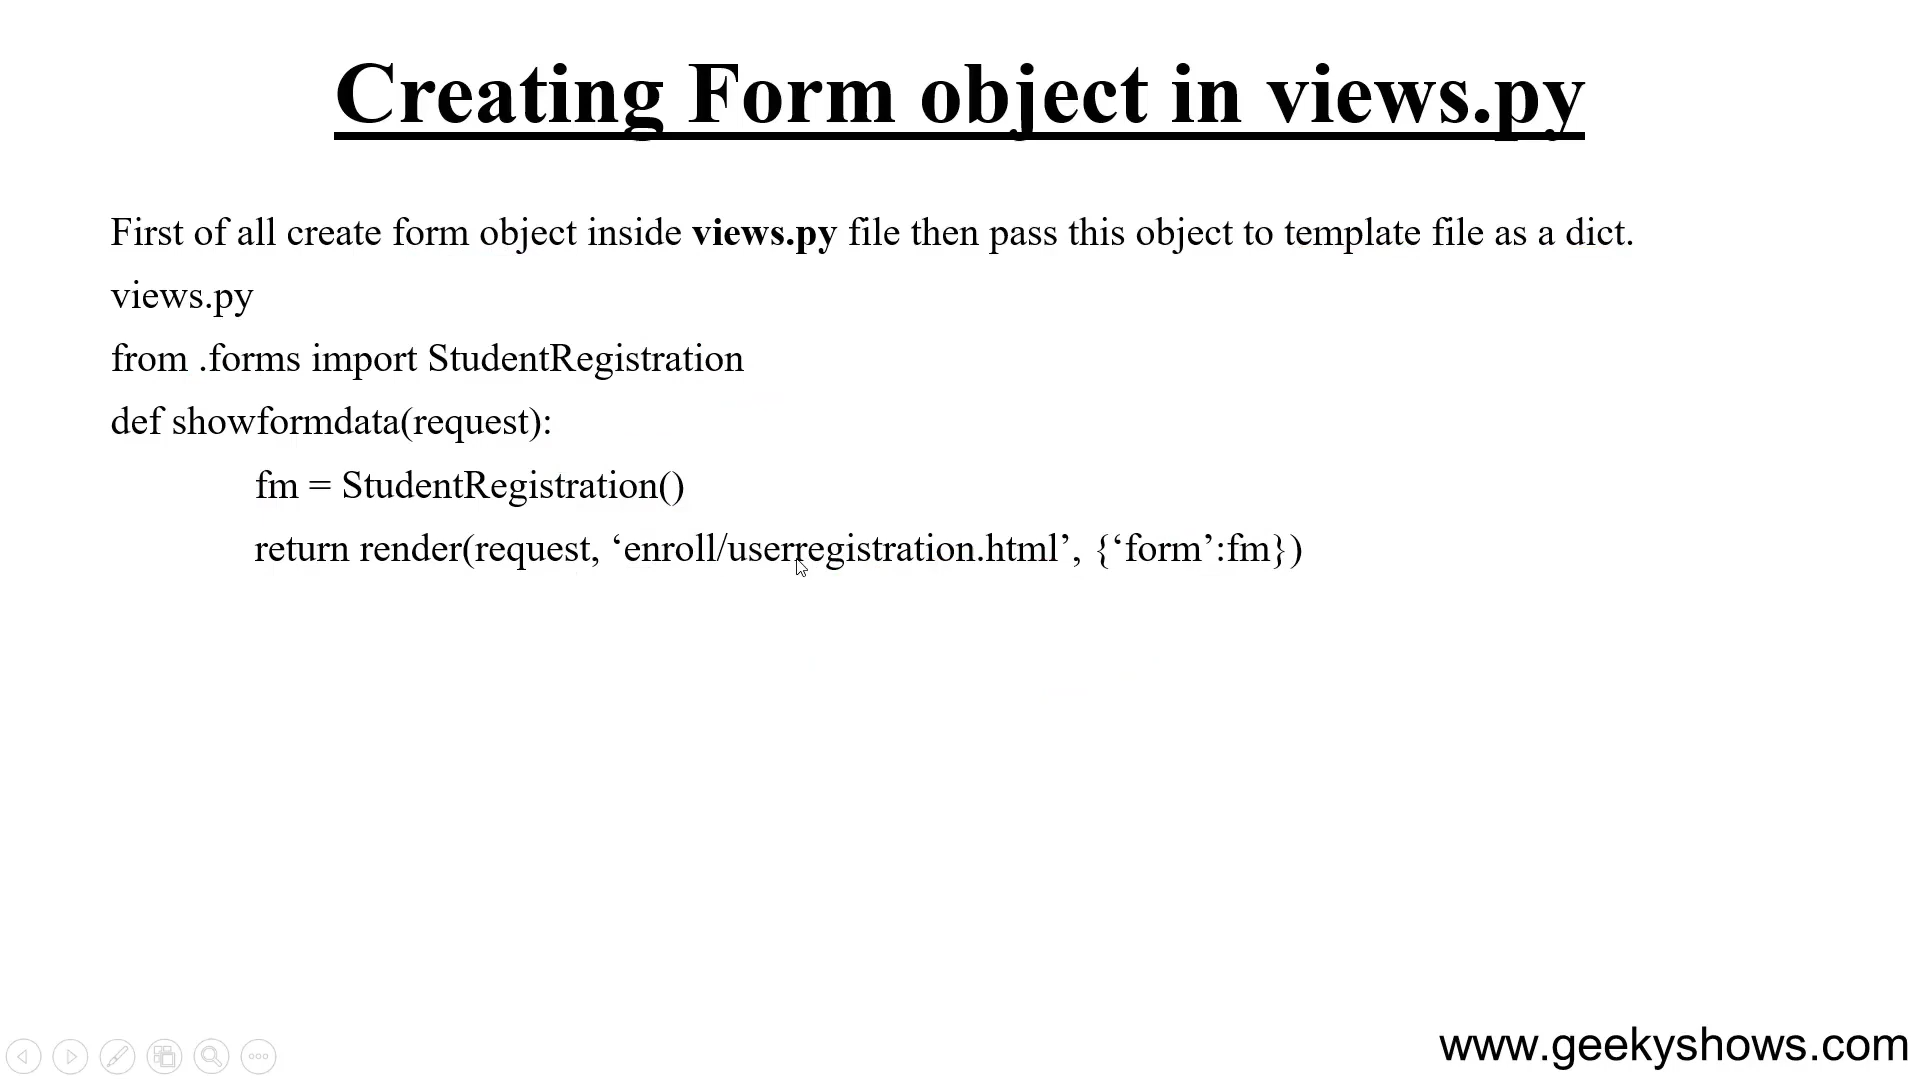 Creating Form object in views.py
First of all create form object inside views.py file then pass this object to template file as a dict.
views.py
from .forms import StudentRegistration
def showformdata(request):
fm = StudentRegistration()
return render(request, ‘enroll/userregistration.html’, {‘form’:fm})
www.geekyshows.com